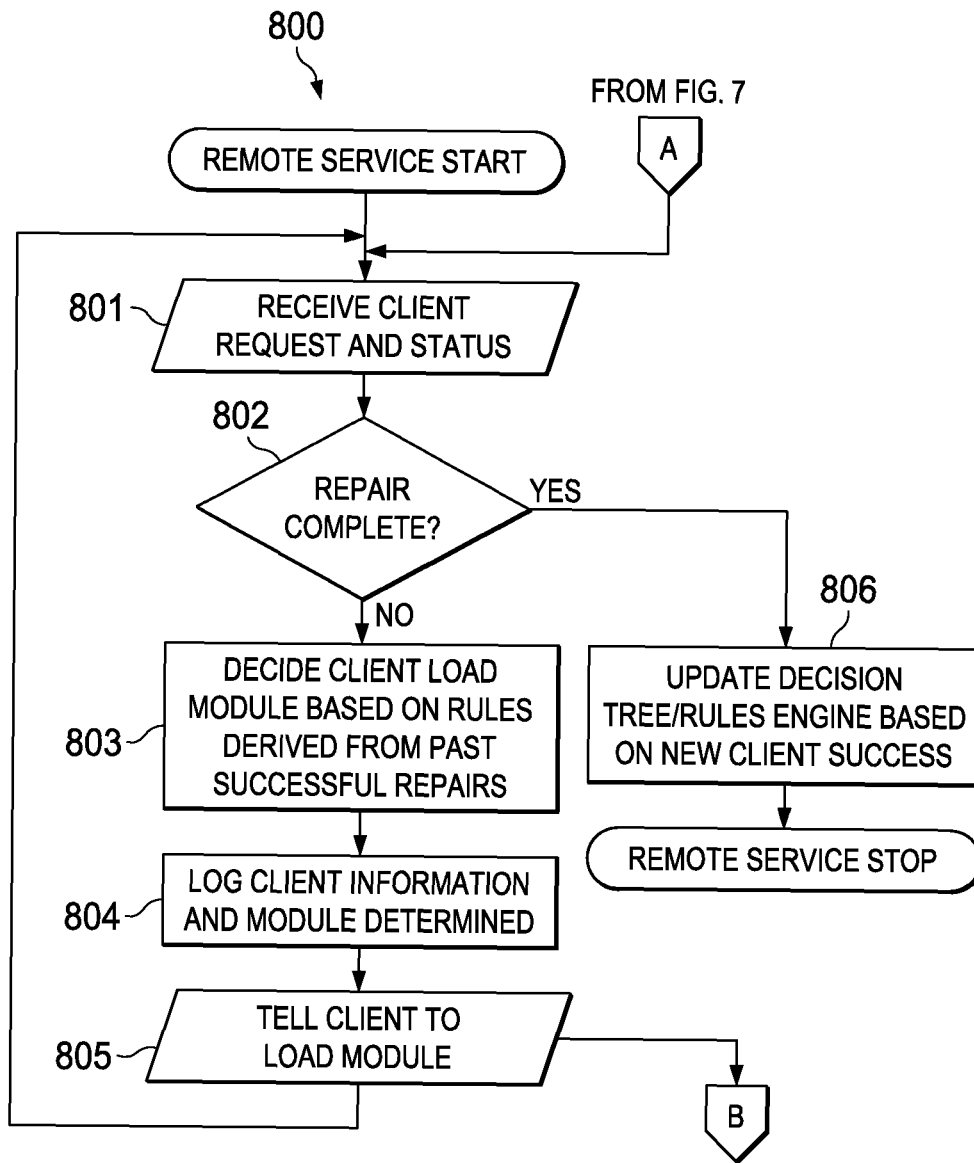 800
FROM FIG. 7
A
REMOTE SERVICE START
801
RECEIVE CLIENT
REQUEST AND STATUS
802
REPAIR
COMPLETE?
YES
NO
806
803
DECIDE CLIENT LOAD
MODULE BASED ON RULES
DERIVED FROM PAST
SUCCESSFUL REPAIRS
UPDATE DECISION
TREE/RULES ENGINE BASED
ON NEW CLIENT SUCCESS
REMOTE SERVICE STOP
804
LOG CLIENT INFORMATION
AND MODULE DETERMINED
805
TELL CLIENT TO
LOAD MODULE
B